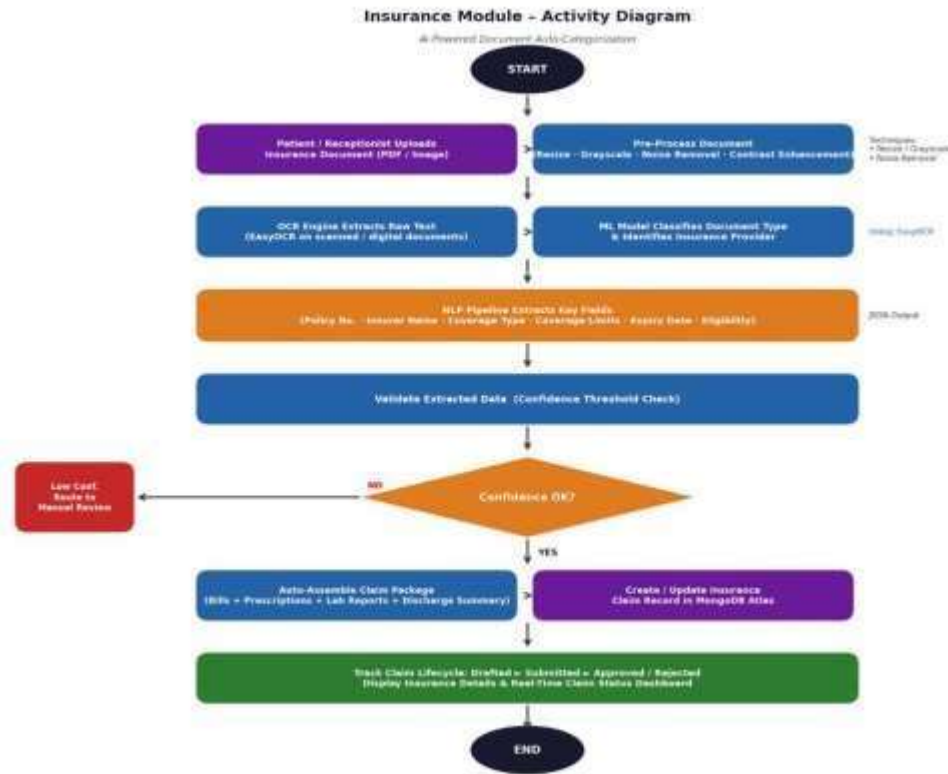 Insurance Module – Activity Diagram
AI-Powered Document Auto-Categorization
START
Patient / Receptionist Uploads
Insurance Document (PDF / Image)
>
Pre-Process Document
(Resize · Grayscale · Noise Removal · Contrast Enhancement)
Techniques:
• Resize / Grayscale
• Noise Removal
OCR Engine Extracts Raw Text
(EasyOCR on scanned / digital documents)
>
ML Model Classifies Document Type
& Identifies Insurance Provider
Using EasyOCR
NLP Pipeline Extracts Key Fields
(Policy No. · Insurer Name · Coverage Type · Coverage Limits · Expiry Date · Eligibility)
JSON Output
Validate Extracted Data (Confidence Threshold Check)
Confidence OK?
NO
Low Conf.
Route to
Manual Review
YES
Auto-Assemble Claim Package
(Bills + Prescriptions + Lab Reports + Discharge Summary)
>
Create / Update Insurance
Claim Record in MongoDB Atlas
Track Claim Lifecycle: Drafted ► Submitted ► Approved / Rejected
Display Insurance Details & Real-Time Claim Status Dashboard
END